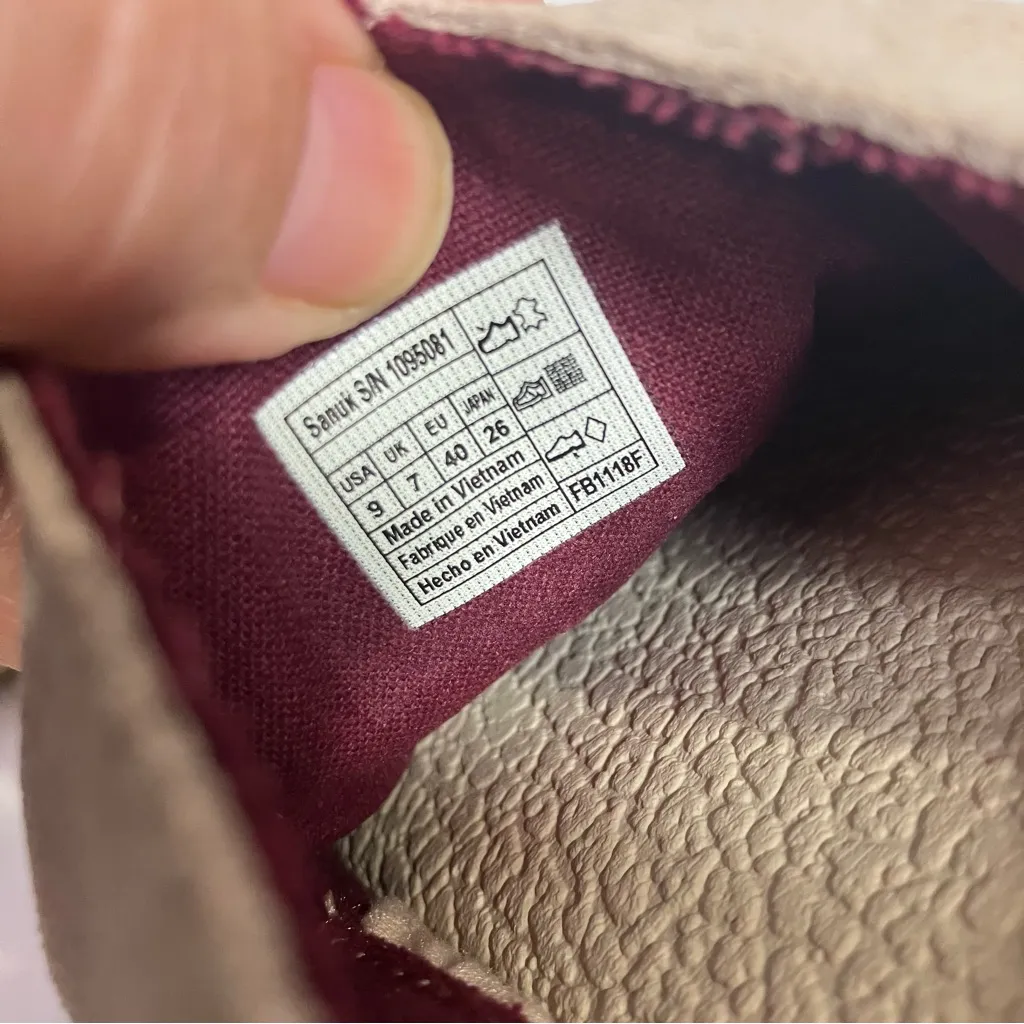 Sanuk S/N 1095081
USA UK EU JAPAN
9 7 40 26
Made in Vietnam
Fabriqué en Vietnam
Hecho en Vietnam FB1118F